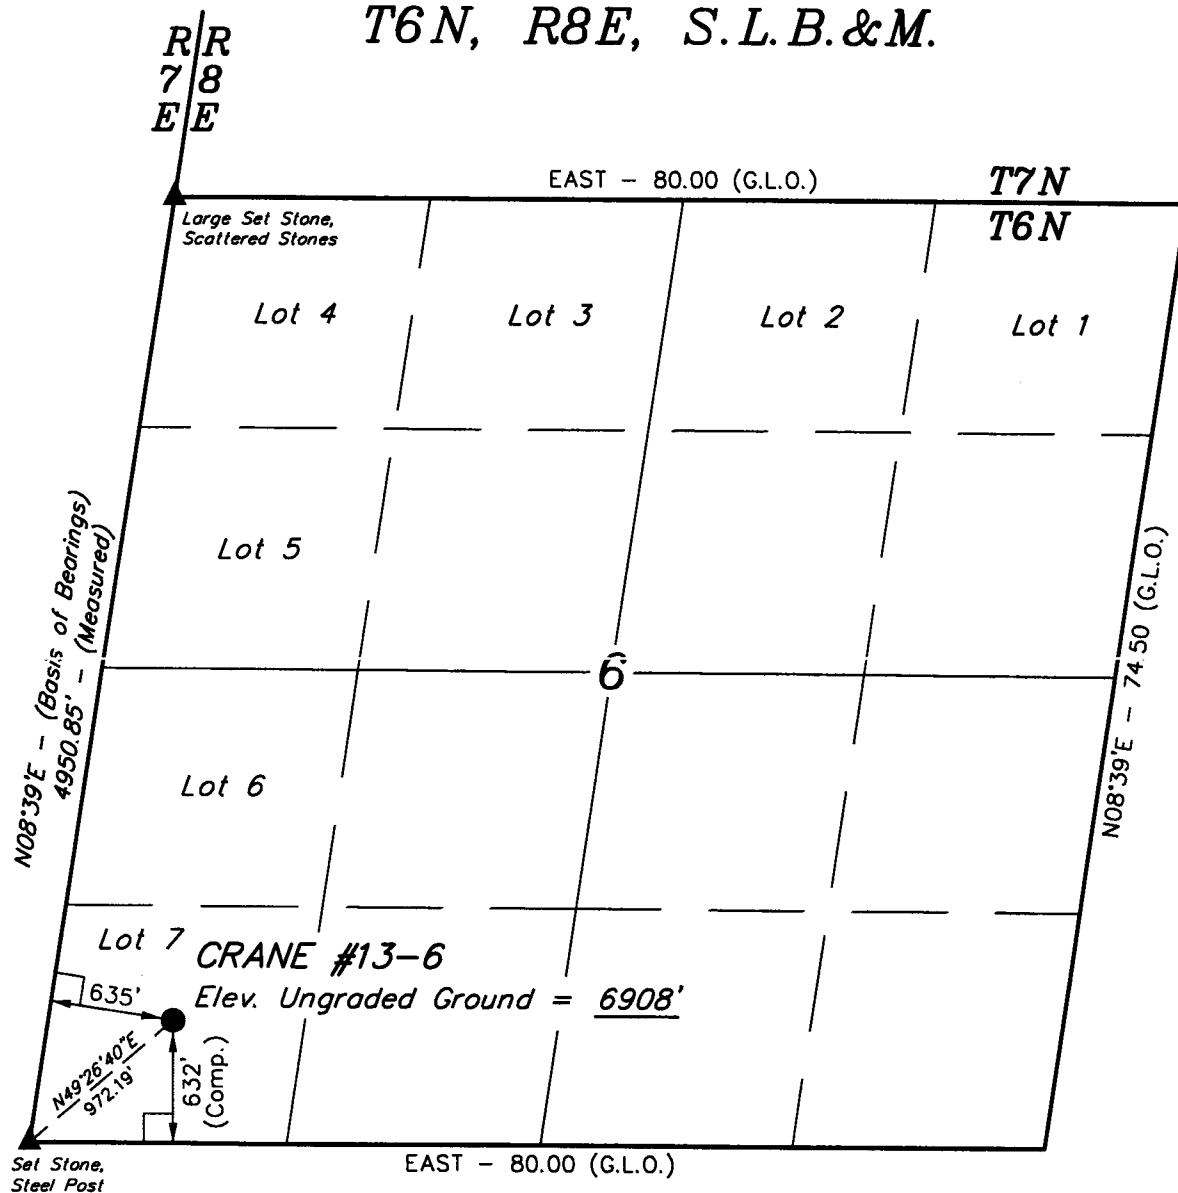 T6N, R8E, S.L.B.&M.
R R
7 8
E E
EAST - 80.00 (G.L.O.)
T7N
T6N
Large Set Stone,
Scattered Stones
Lot 4
Lot 3
Lot 2
Lot 1
Lot 5
N08°39'E - (Basis of Bearings)
4950.85' - (Measured)
6
N08°39'E - 74.50 (G.L.O.)
Lot 6
Lot 7
CRANE #13-6
Elev. Ungraded Ground = 6908'
635'
N49°26'40"E
972.19'
632'
(Comp.)
Set Stone,
Steel Post
EAST - 80.00 (G.L.O.)